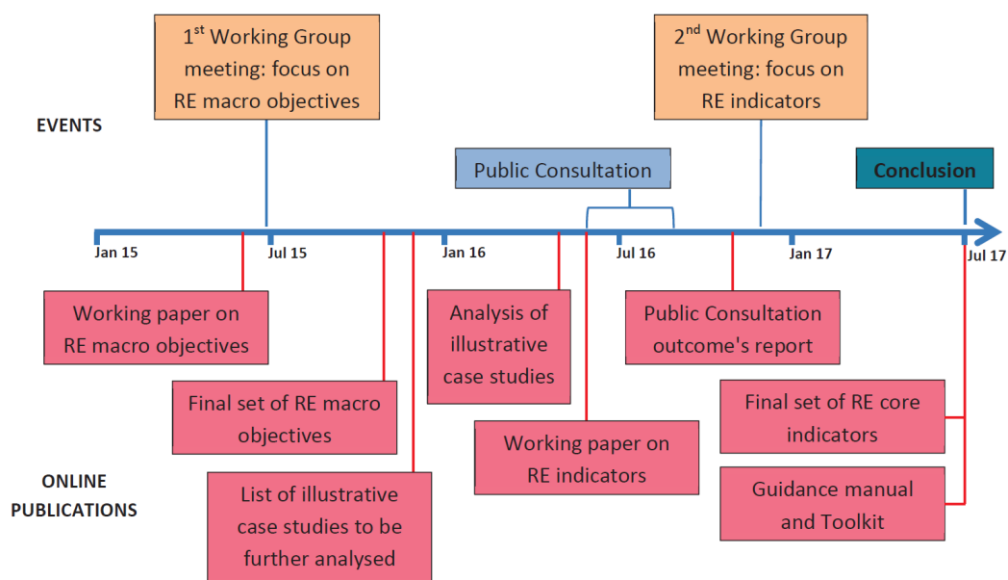 1st Working Group
meeting: focus on
RE macro objectives
2nd Working Group
meeting: focus on
RE indicators
EVENTS
Public Consultation
Conclusion
Jan 15
Jul 15
Jan 16
Jul 16
Jan 17
Jul 17
Working paper on
RE macro objectives
Analysis of
illustrative
case studies
Public Consultation
outcome's report
Final set of RE macro
objectives
Final set of RE core
indicators
Working paper on
RE indicators
ONLINE
PUBLICATIONS
List of illustrative
case studies to be
further analysed
Guidance manual
and Toolkit